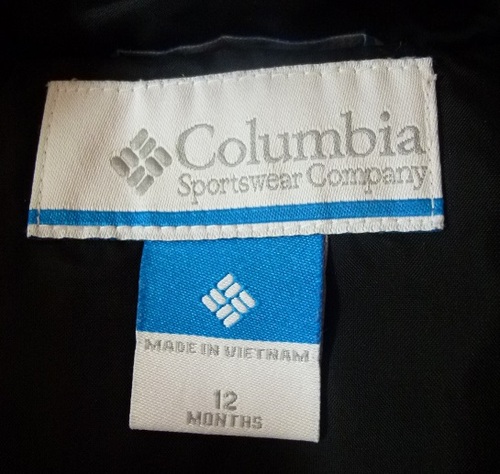 Columbia
Sportswear Company
MADE IN VIETNAM
12
MONTHS